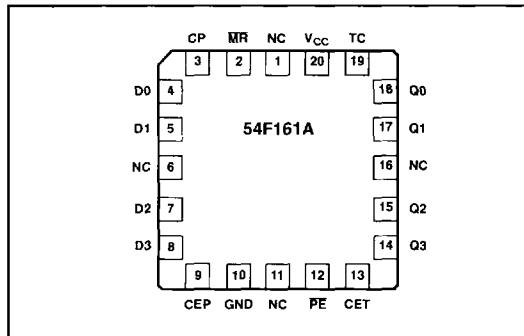 CP M̅R̅ NC VCC TC
3 2 1 20 19
D0 4 18 Q0
D1 5 54F161A 17 Q1
NC 6 16 NC
D2 7 15 Q2
D3 8 14 Q3
9 10 11 12 13
CEP GND NC P̅E̅ CET